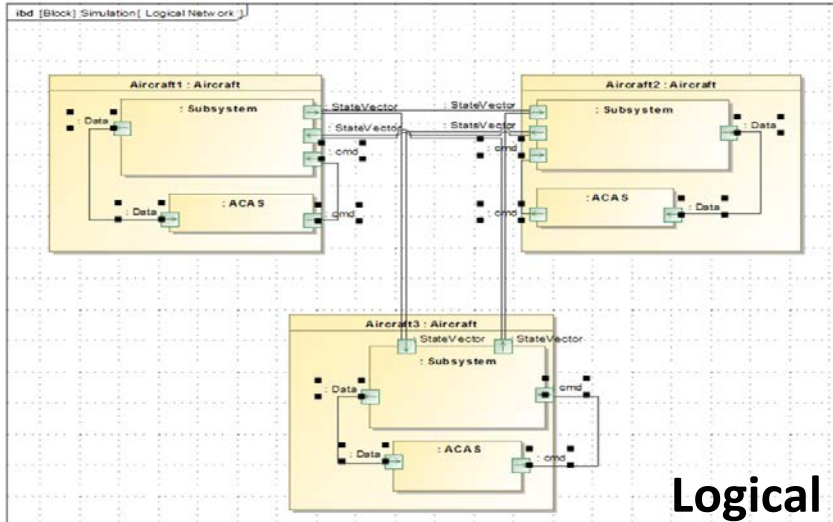 ibd [Block] Simulation[ Logical Network ]
Aircraft1 : Aircraft
: Subsystem
: Data
: StateVector
: StateVector
: cmd
: Data
: ACAS
: cmd
Aircraft2 : Aircraft
: StateVector
: Subsystem
: StateVector
: Data
: cmd
: ACAS
: Data
: cmd
Aircraft3 : Aircraft
: StateVector
: StateVector
: Subsystem
: Data
: cmd
: ACAS
: Data
: cmd
Logical